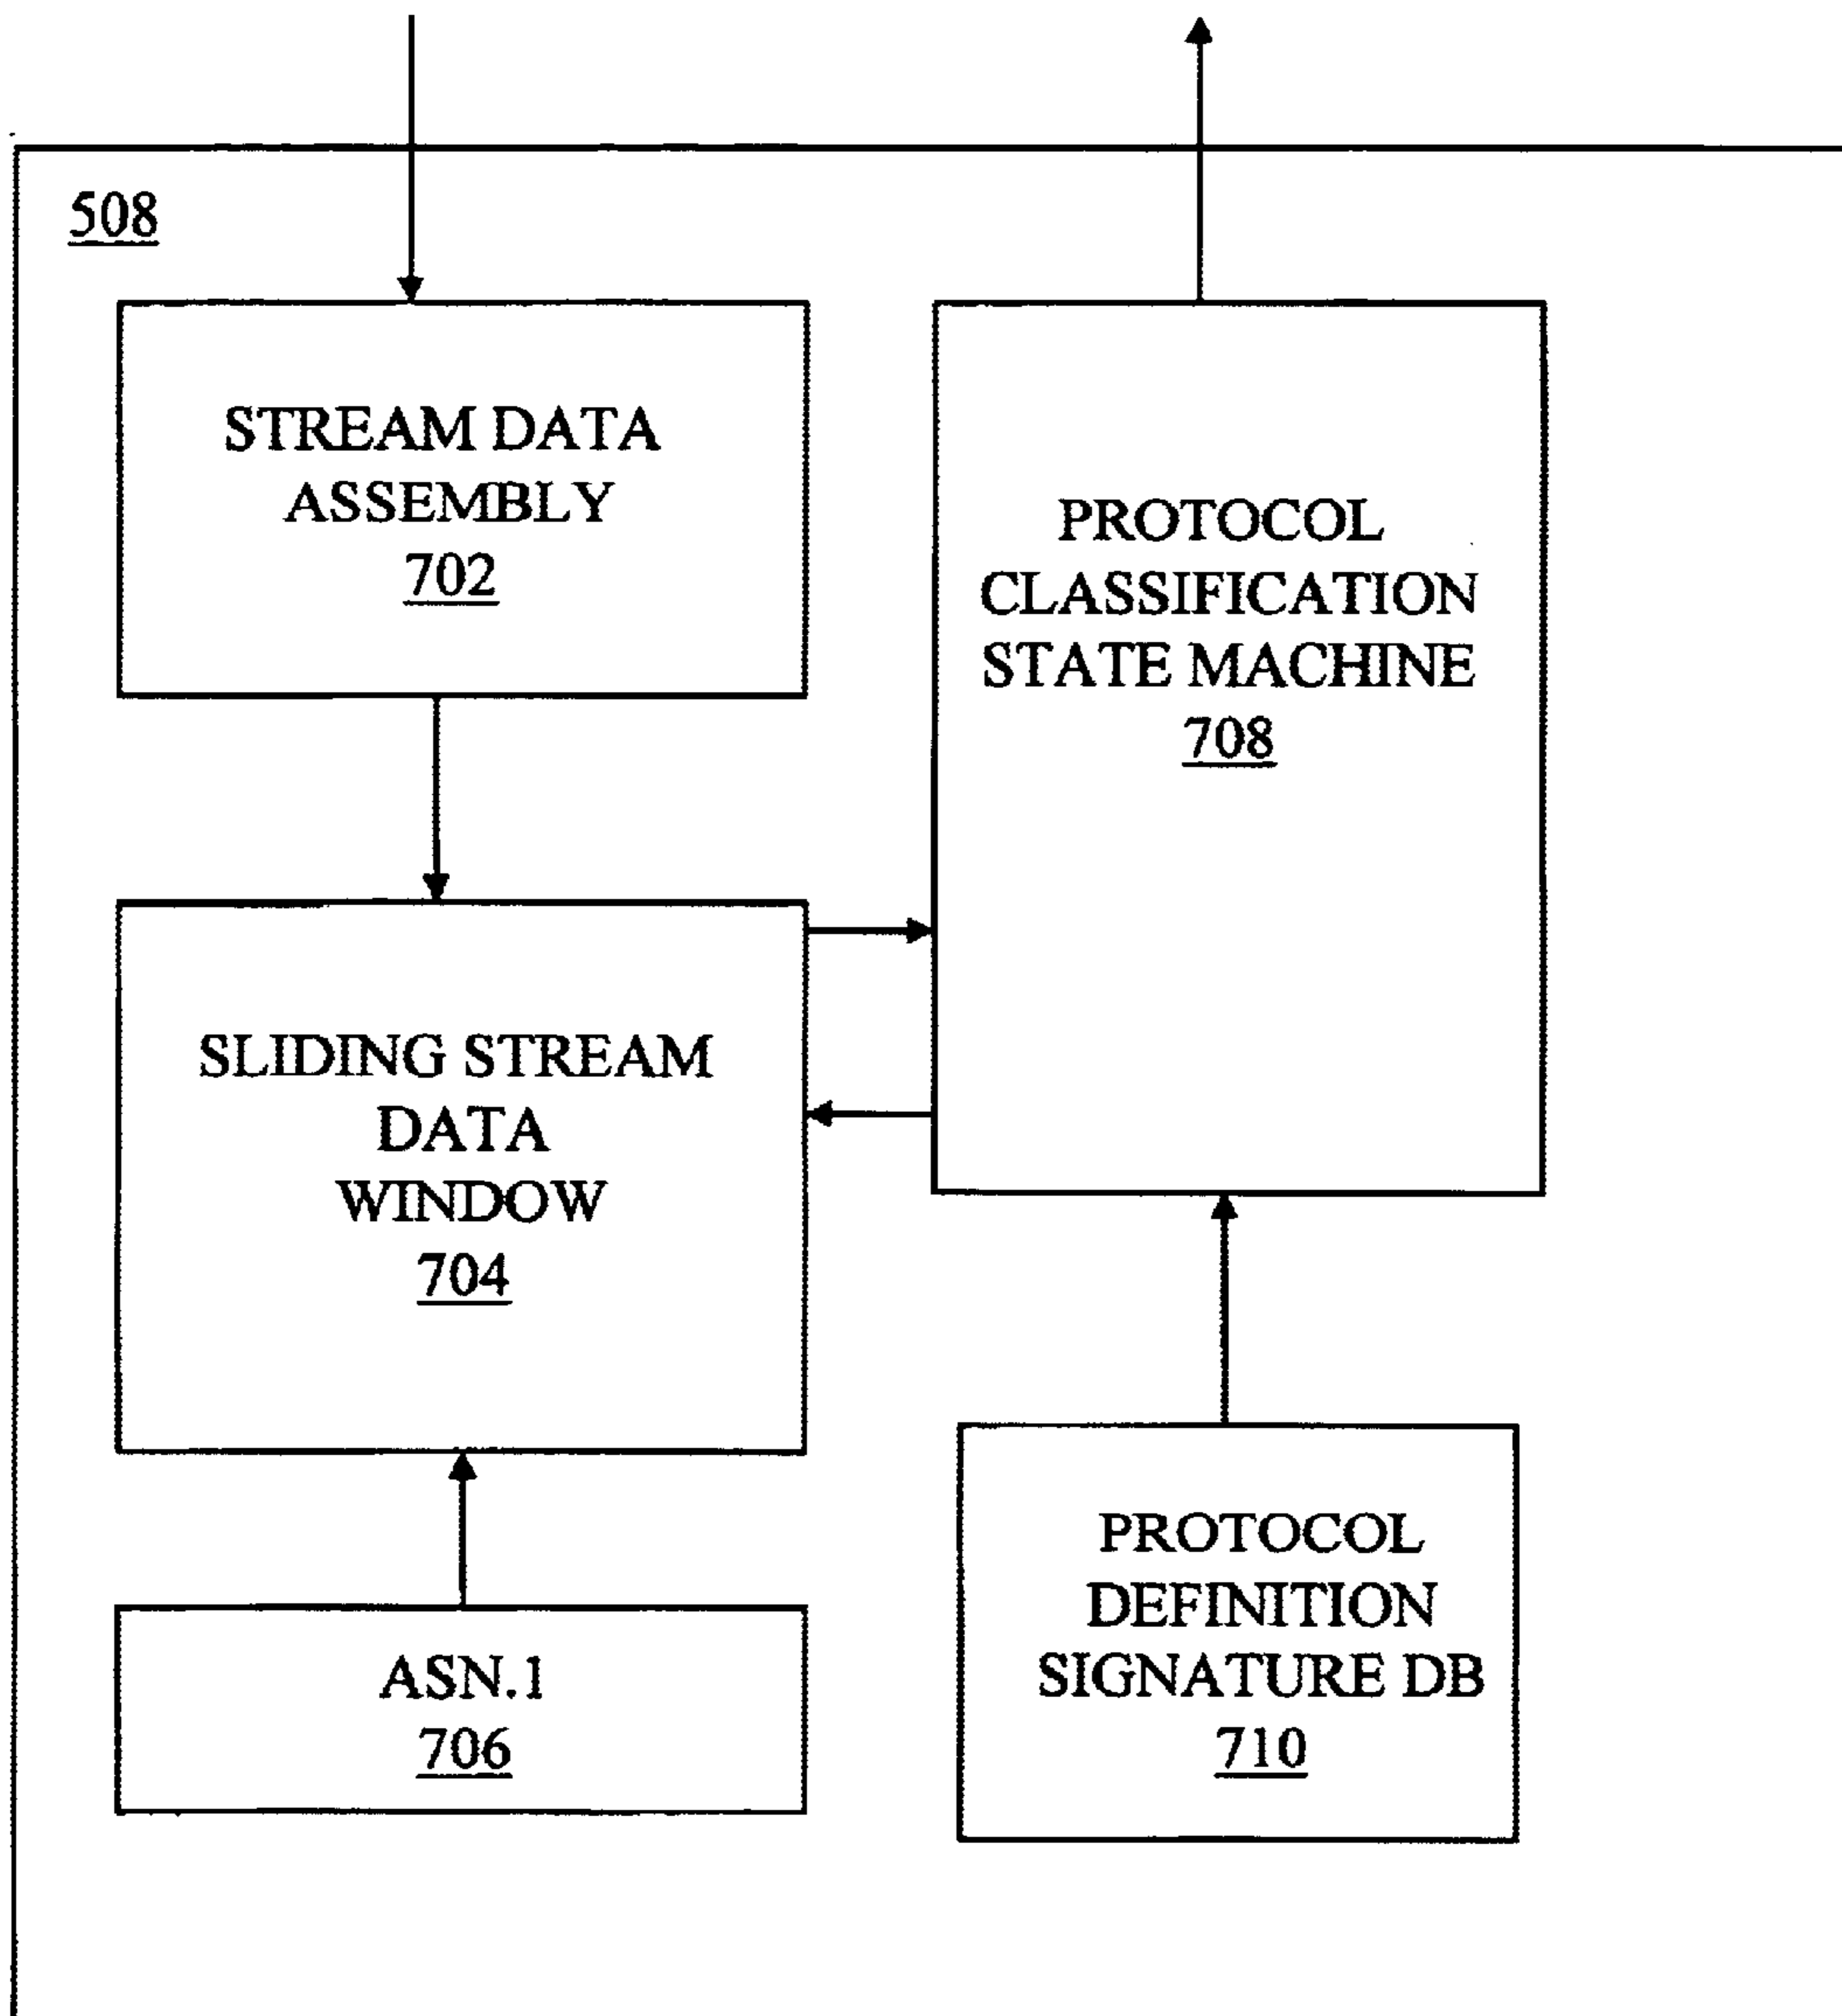 508
STREAM DATA
ASSEMBLY
702
PROTOCOL
CLASSIFICATION
STATE MACHINE
708
SLIDING STREAM
DATA
WINDOW
704
ASN.1
706
PROTOCOL
DEFINITION
SIGNATURE DB
710